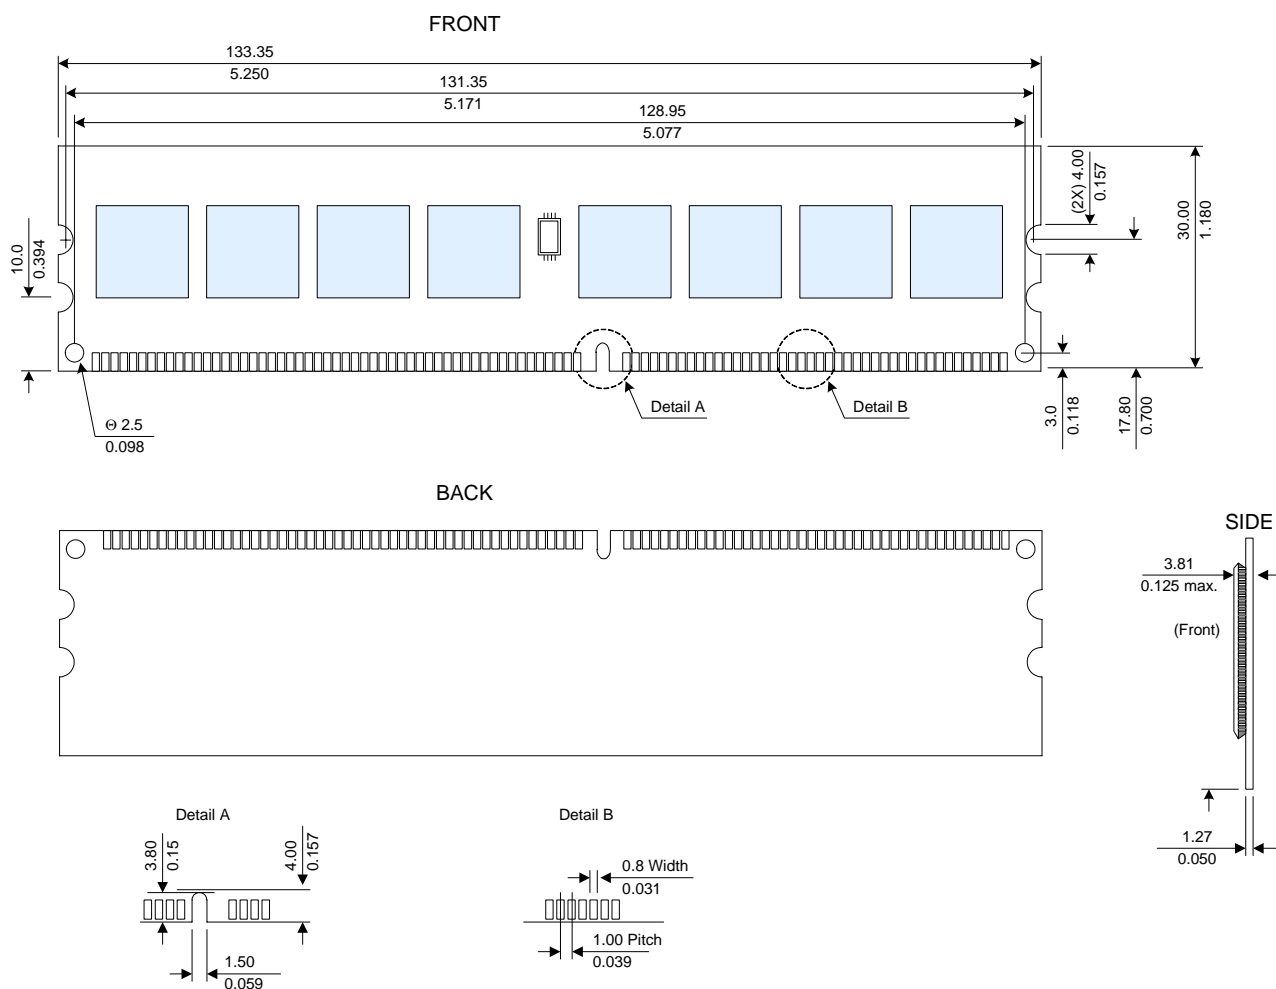 FRONT
133.35
5.250
131.35
5.171
128.95
5.077
(2X) 4.00
0.157
30.00
1.180
10.0
0.394
Detail A
Detail B
3.0
0.118
17.80
0.700
Θ 2.5
0.098
BACK
SIDE
3.81
0.125 max.
(Front)
1.27
0.050
Detail A
3.80
0.15
4.00
0.157
1.50
0.059
Detail B
0.8 Width
0.031
1.00 Pitch
0.039